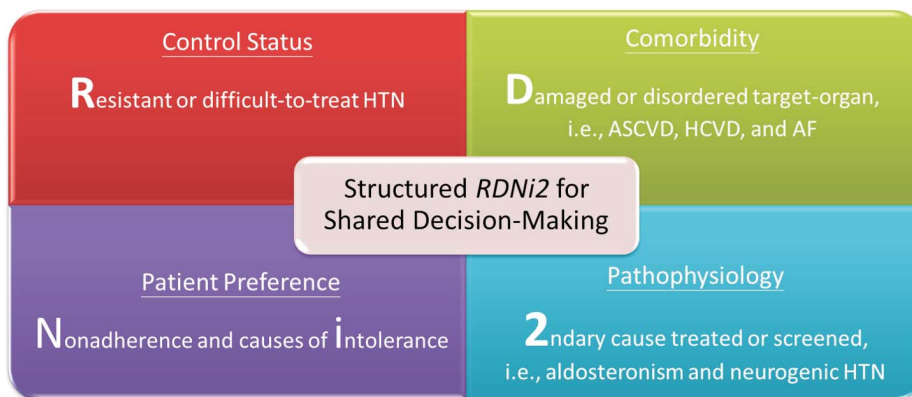 Control Status
Resistant or difficult-to-treat HTN
Comorbidity
Damaged or disordered target-organ,
i.e., ASCVD, HCVD, and AF
Structured RDNi2 for
Shared Decision-Making
Patient Preference
Nonadherence and causes of intolerance
Pathophysiology
2ndary cause treated or screened,
i.e., aldosteronism and neurogenic HTN